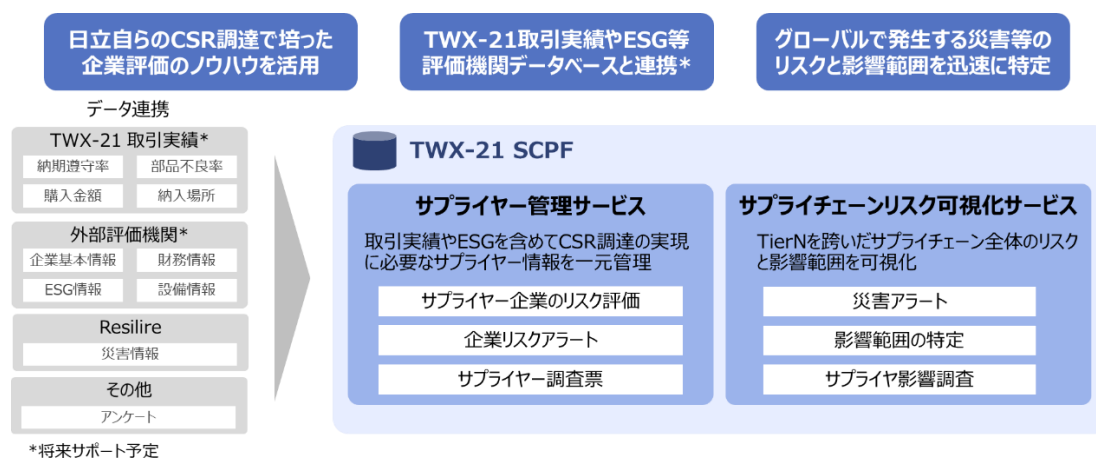 日立自らのCSR調達で培った
企業評価のノウハウを活用
TWX-21取引実績やESG等
評価機関データベースと連携*
グローバルで発生する災害等の
リスクと影響範囲を迅速に特定
データ連携
TWX-21 取引実績*
納期遵守率
部品不良率
購入金額
納入場所
外部評価機関*
企業基本情報
財務情報
ESG情報
設備情報
Resilire
災害情報
その他
アンケート
*将来サポート予定
TWX-21 SCPF
サプライヤー管理サービス
取引実績やESGを含めてCSR調達の実現
に必要なサプライヤー情報を一元管理
サプライヤー企業のリスク評価
企業リスクアラート
サプライヤー調査票
サプライチェーンリスク可視化サービス
TierNを跨いだサプライチェーン全体のリスク
と影響範囲を可視化
災害アラート
影響範囲の特定
サプライヤ影響調査